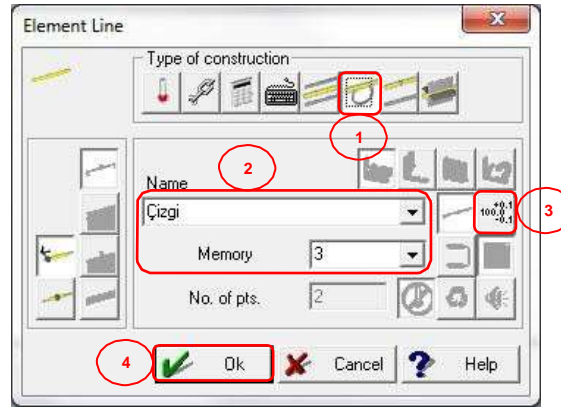 Element Line
Type of construction
1
2
Name
Çizgi
100.0 +0.1 -0.1
3
Memory 3
No. of pts. 2
4
Ok Cancel Help